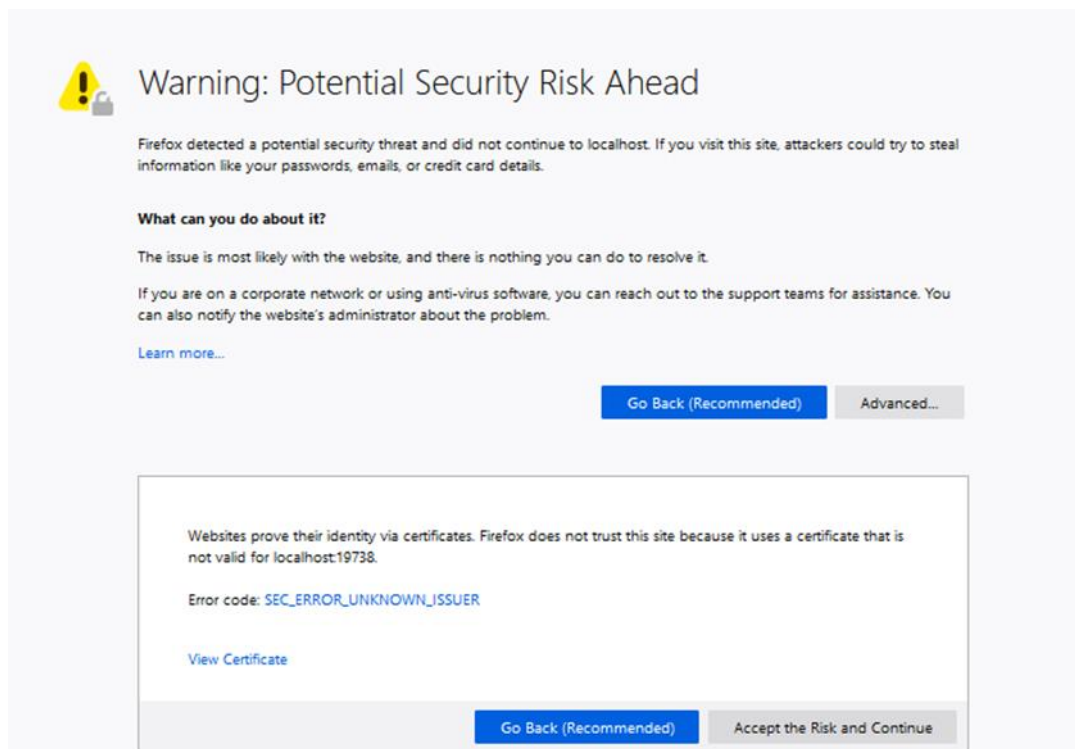 Warning: Potential Security Risk Ahead
Firefox detected a potential security threat and did not continue to localhost. If you visit this site, attackers could try to steal
information like your passwords, emails, or credit card details.
What can you do about it?
The issue is most likely with the website, and there is nothing you can do to resolve it.
If you are on a corporate network or using anti-virus software, you can reach out to the support teams for assistance. You
can also notify the website's administrator about the problem.
Learn more...
Go Back (Recommended) Advanced...
Websites prove their identity via certificates. Firefox does not trust this site because it uses a certificate that is
not valid for localhost:19738.
Error code: SEC_ERROR_UNKNOWN_ISSUER
View Certificate
Go Back (Recommended) Accept the Risk and Continue